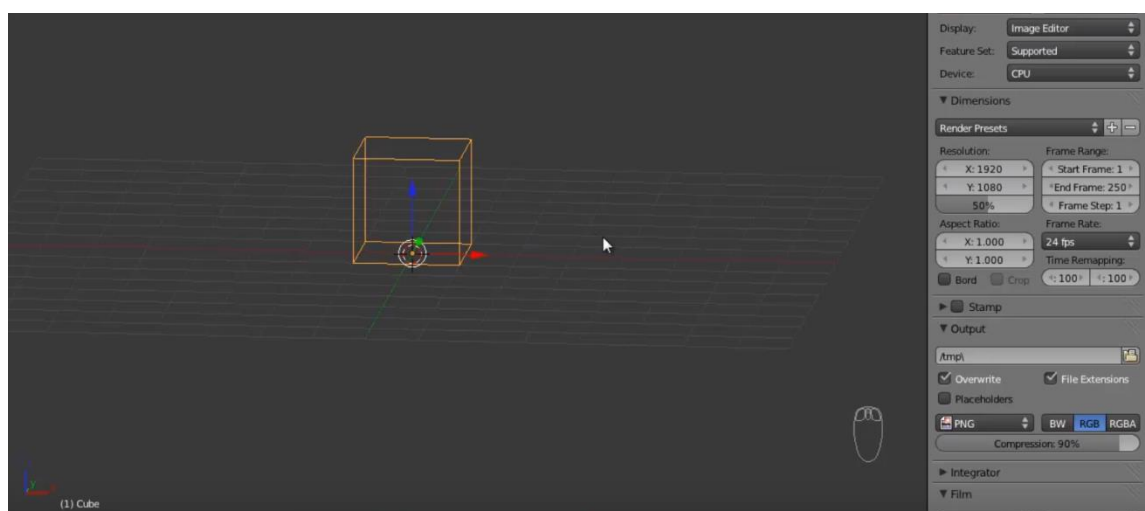 Display: Image Editor
Feature Set: Supported
Device: CPU
Dimensions
Render Presets
Resolution: Frame Range:
X: 1920 Start Frame: 1
Y: 1080 End Frame: 250
50% Frame Step: 1
Aspect Ratio: Frame Rate:
X: 1.000 24 fps
Y: 1.000 Time Remapping:
Bord Crop : 100 : 100
Stamp
Output
/tmp\
Overwrite File Extensions
Placeholders
PNG BW RGB RGBA
Compression: 90%
Integrator
Film
(1) Cube